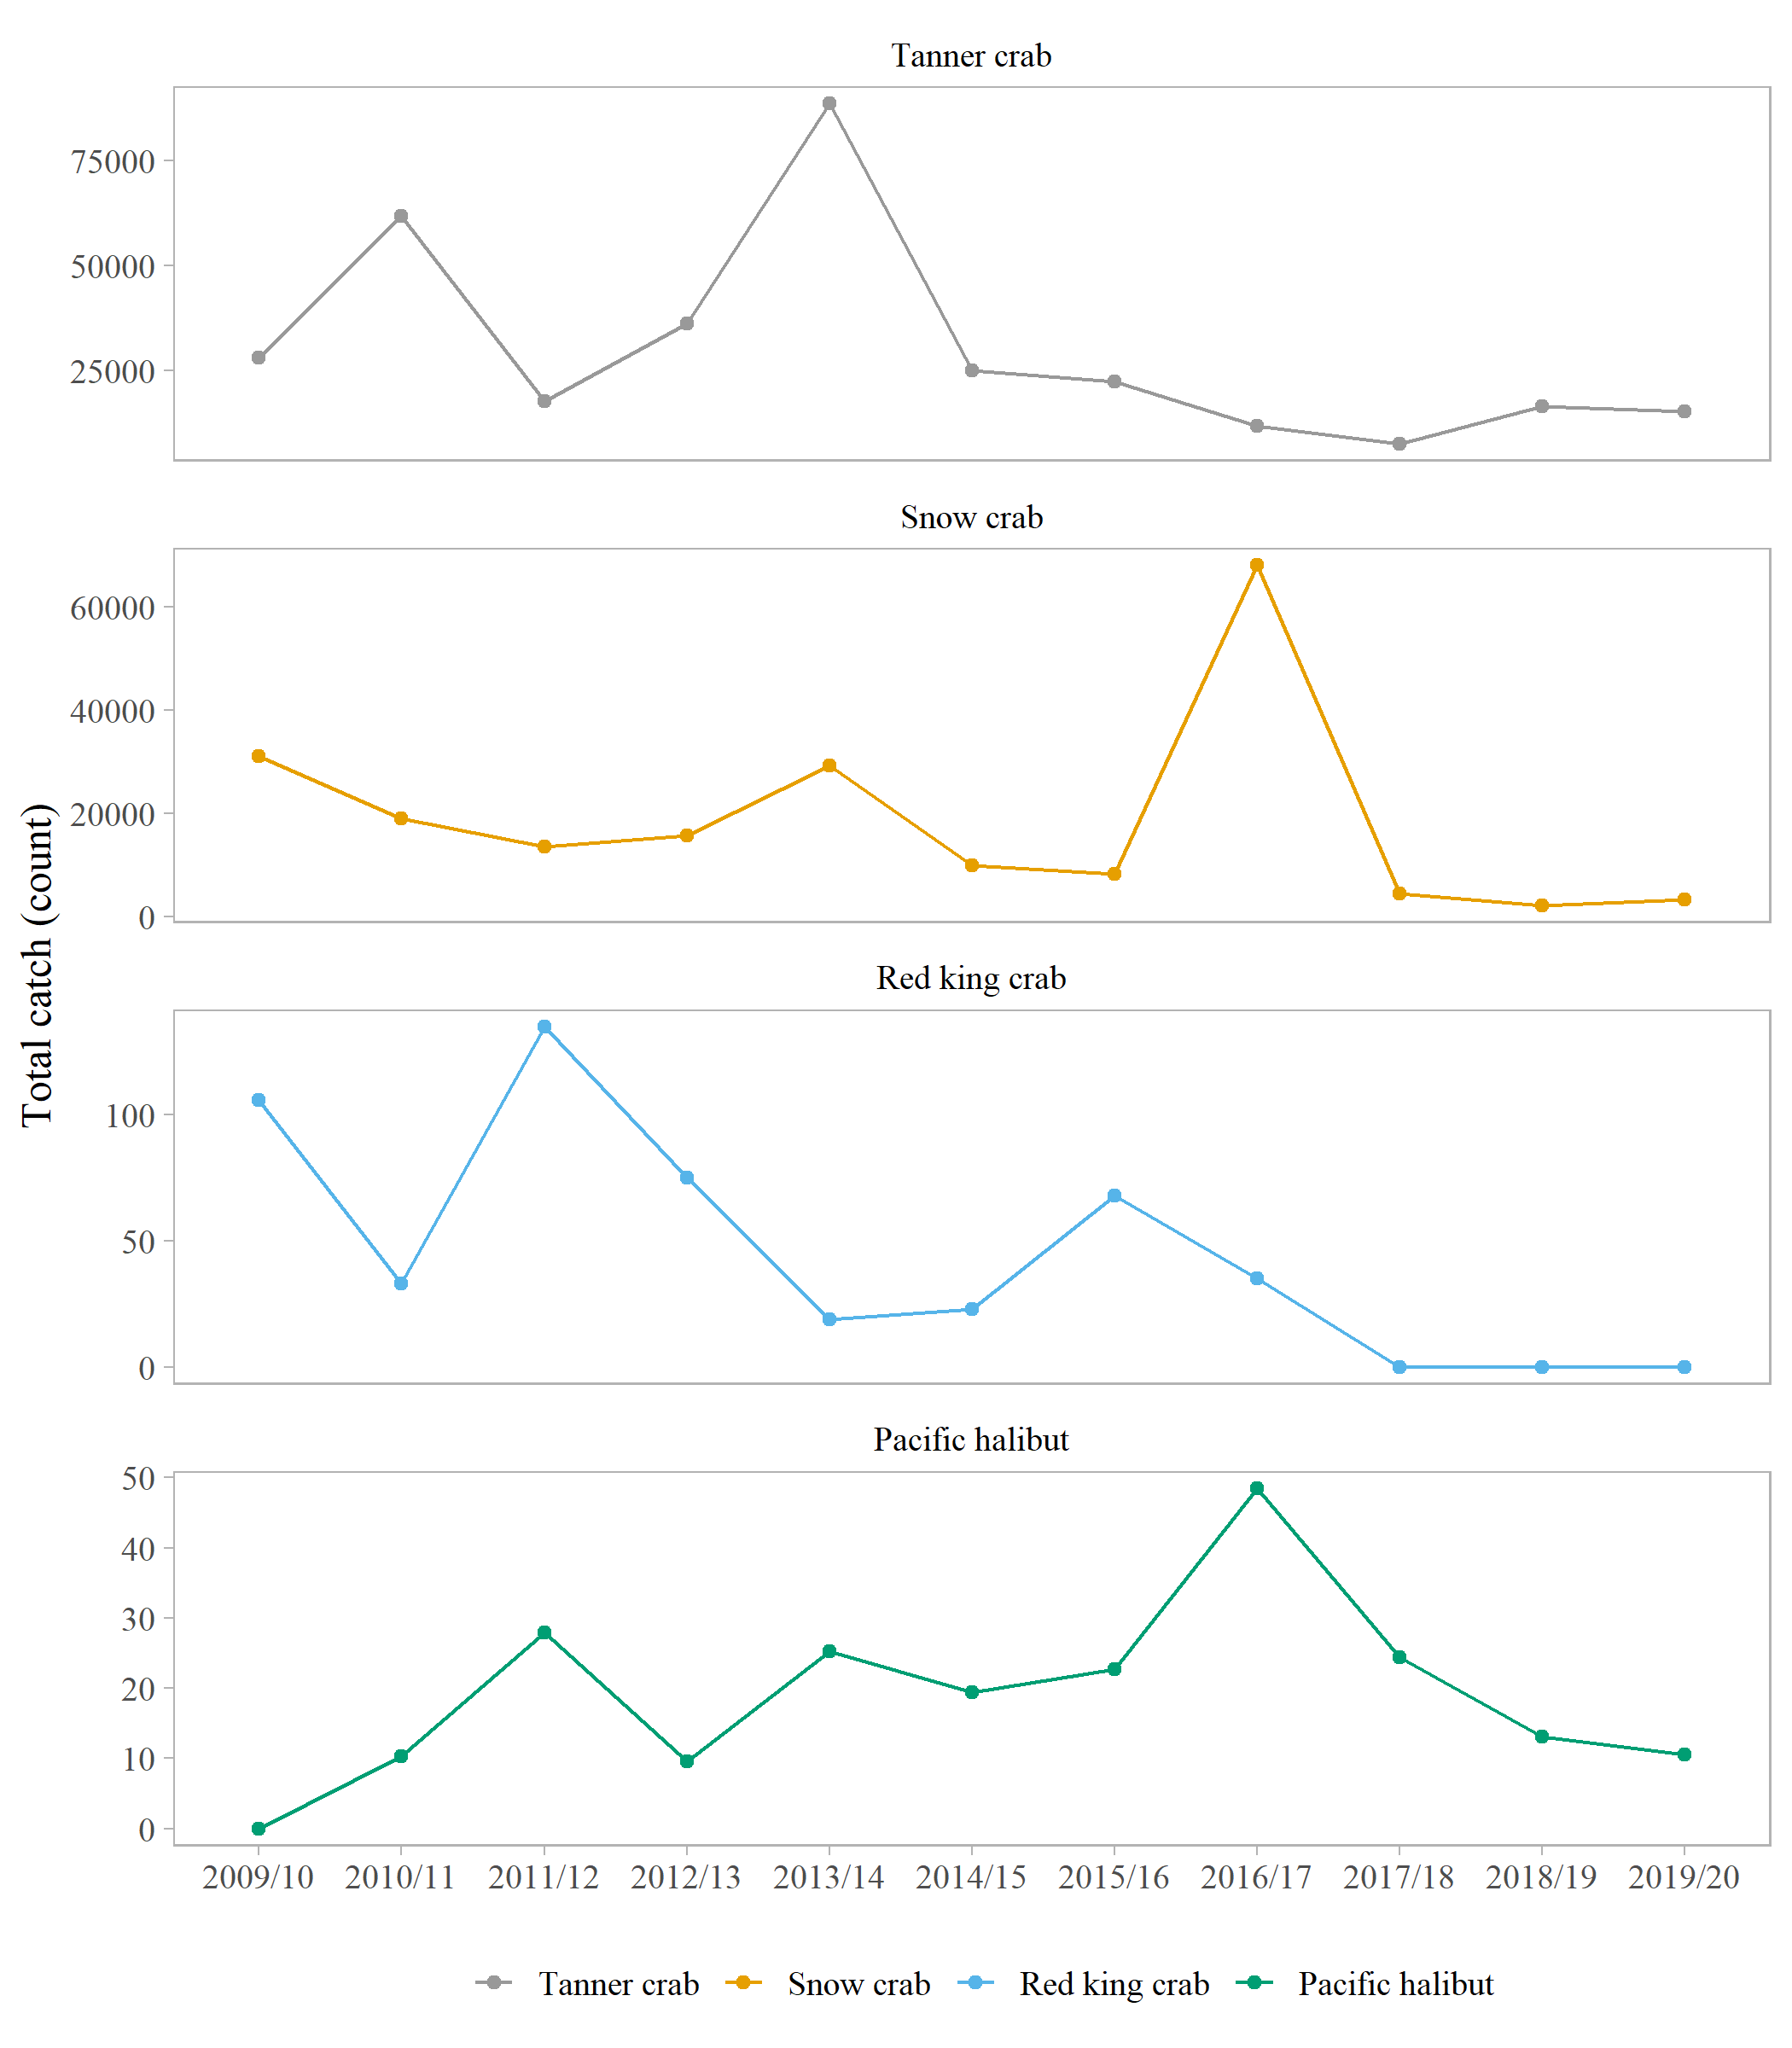 Tanner crab
75000
50000
25000
Snow crab
60000
40000
20000
0
Total catch (count)
Red king crab
100
50
0
Pacific halibut
50
40
30
20
10
0
2009/10 2010/11 2011/12 2012/13 2013/14 2014/15 2015/16 2016/17 2017/18 2018/19 2019/20
Tanner crab Snow crab Red king crab Pacific halibut